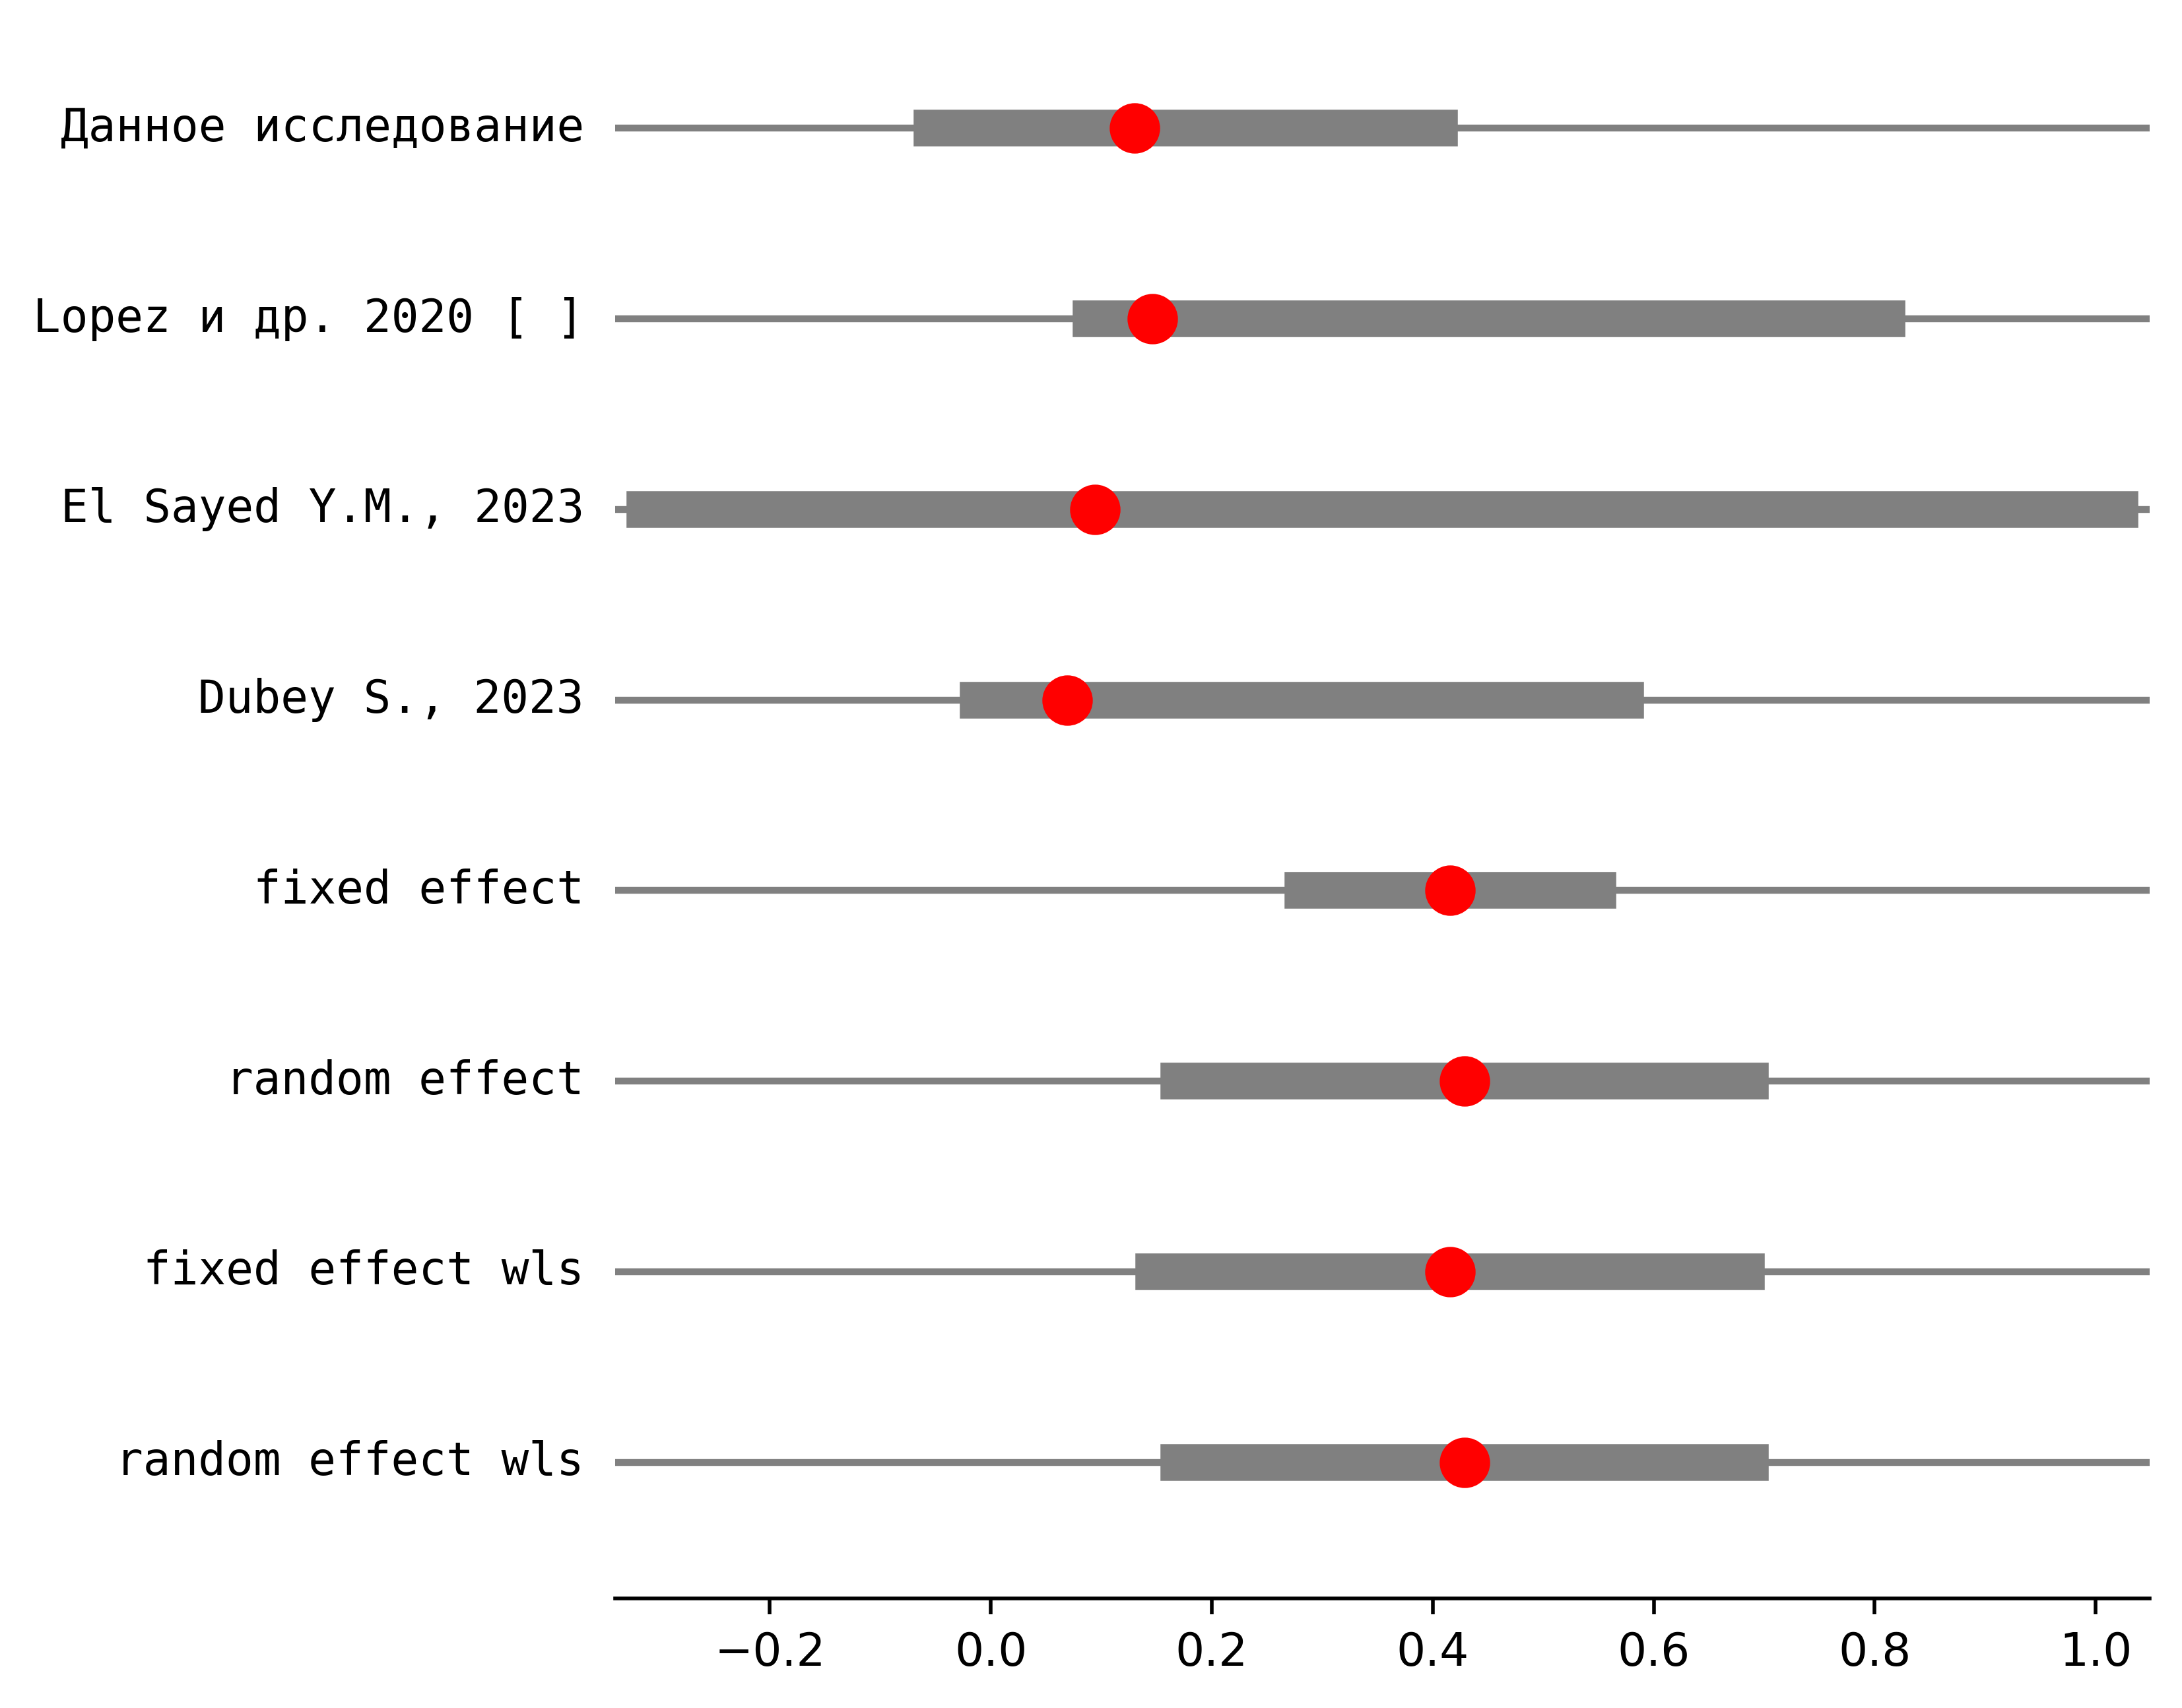 Данное исследование
Lopez и др. 2020 [ ]
El Sayed Y.M., 2023
Dubey S., 2023
fixed effect
random effect
fixed effect wls
random effect wls
−0.2 0.0 0.2 0.4 0.6 0.8 1.0